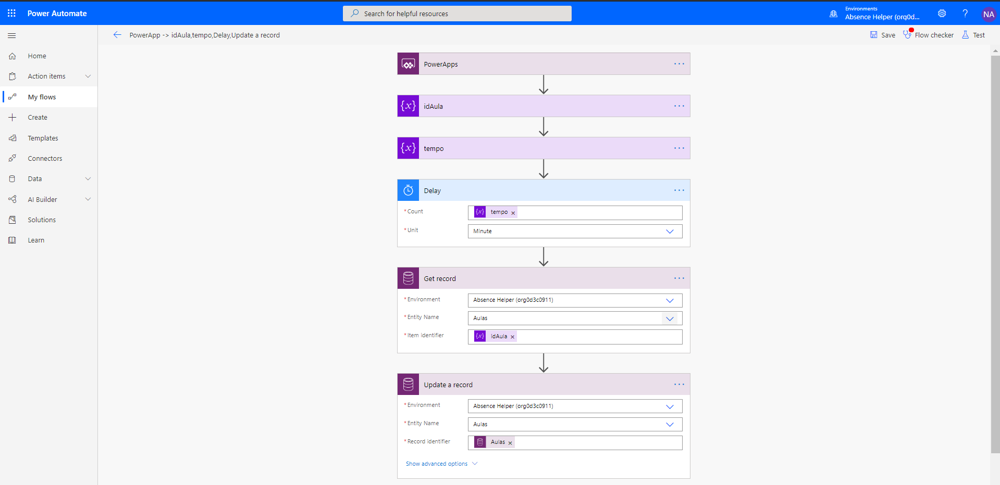 Power Automate
Search for helpful resources
Environments
Absence Helper (org0d...
?
NA
PowerApp -> idAula,tempo,Delay,Update a record
Save
Flow checker
Test
Home
Action items
My flows
Create
Templates
Connectors
Data
AI Builder
Solutions
Learn
PowerApps
{x} idAula
{x} tempo
Delay
*Count
{x} tempo ×
*Unit
Minute
Get record
*Environment
Absence Helper (org0d3c0911)
*Entity Name
Aulas
*Item identifier
{x} idAula ×
Update a record
*Environment
Absence Helper (org0d3c0911)
*Entity Name
Aulas
*Record identifier
Aulas ×
Show advanced options